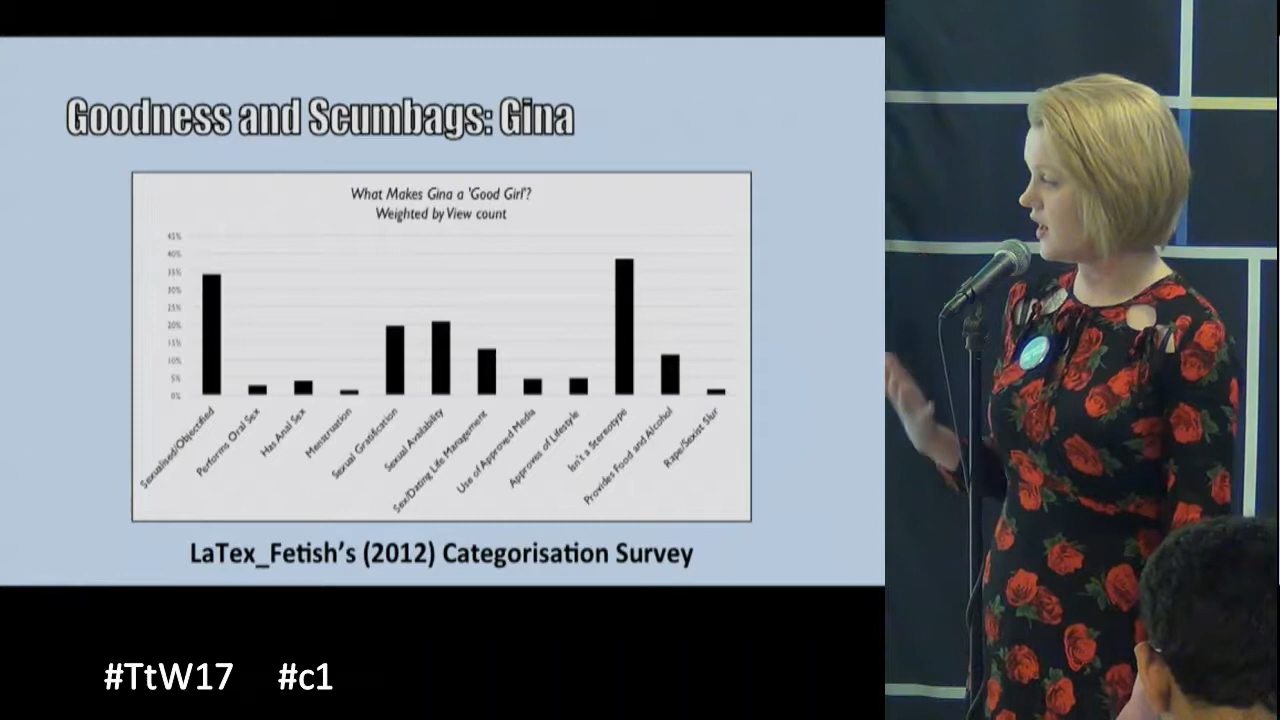 Goodness and Scumbags: Gina
What Makes Gina a 'Good Girl'?
Weighted by View count
45%
40%
35%
30%
25%
20%
15%
10%
5%
0%
Sexualised/Objectified
Performs Oral Sex
Has Anal Sex
Menstruation
Sexual Gratification
Sexual Availability
Sex/Dating Life Management
Use of Approved Media
Approves of Lifestyle
Isn't a Stereotype
Provides Food and Alcohol
Rape/Sexist Slur
LaTex_Fetish's (2012) Categorisation Survey
#TtW17 #c1